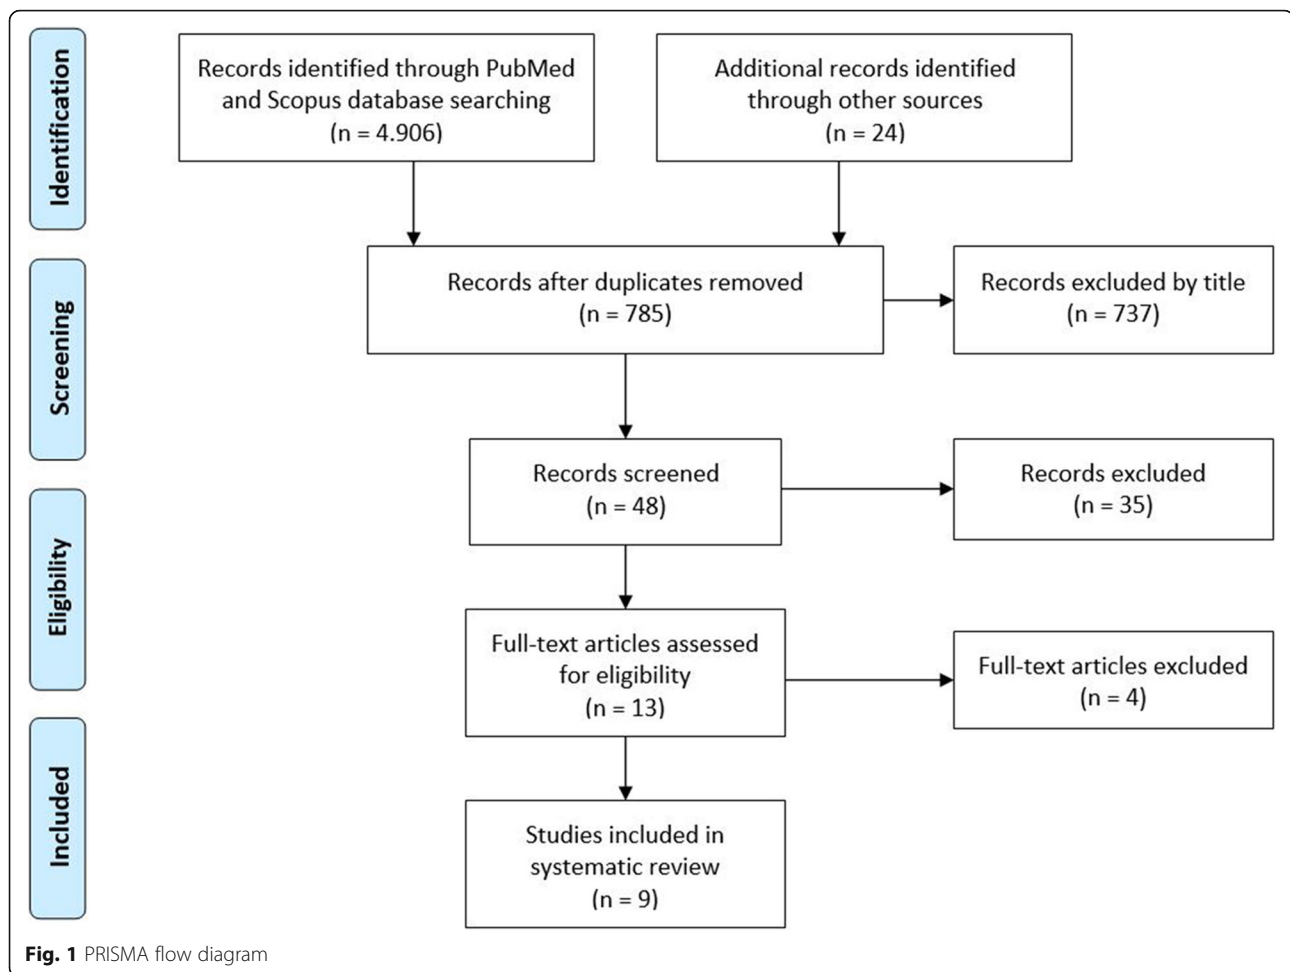 Identification
Records identified through PubMed
and Scopus database searching
(n = 4.906)
Additional records identified
through other sources
(n = 24)
Screening
Records after duplicates removed
(n = 785)
Records excluded by title
(n = 737)
Records screened
(n = 48)
Records excluded
(n = 35)
Eligibility
Full-text articles assessed
for eligibility
(n = 13)
Full-text articles excluded
(n = 4)
Included
Studies included in
systematic review
(n = 9)
Fig. 1 PRISMA flow diagram